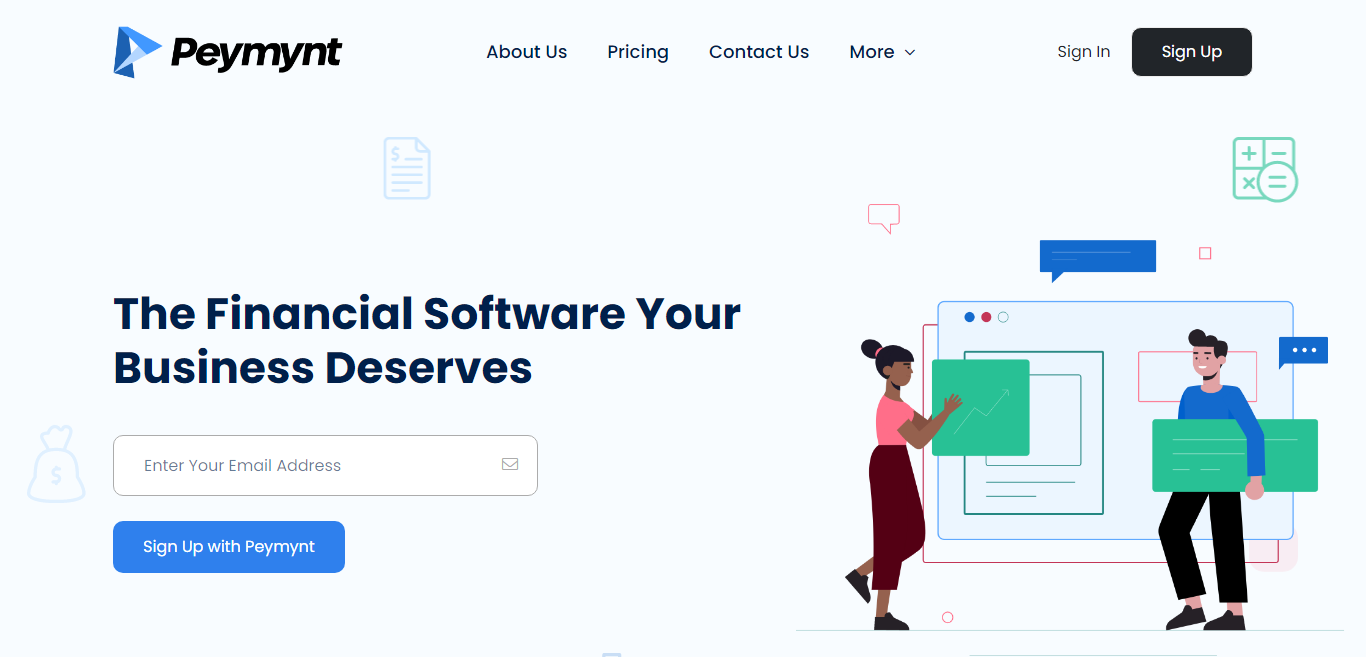 Peymynt
About Us
Pricing
Contact Us
More
Sign In
Sign Up
The Financial Software Your
Business Deserves
Enter Your Email Address
Sign Up with Peymynt